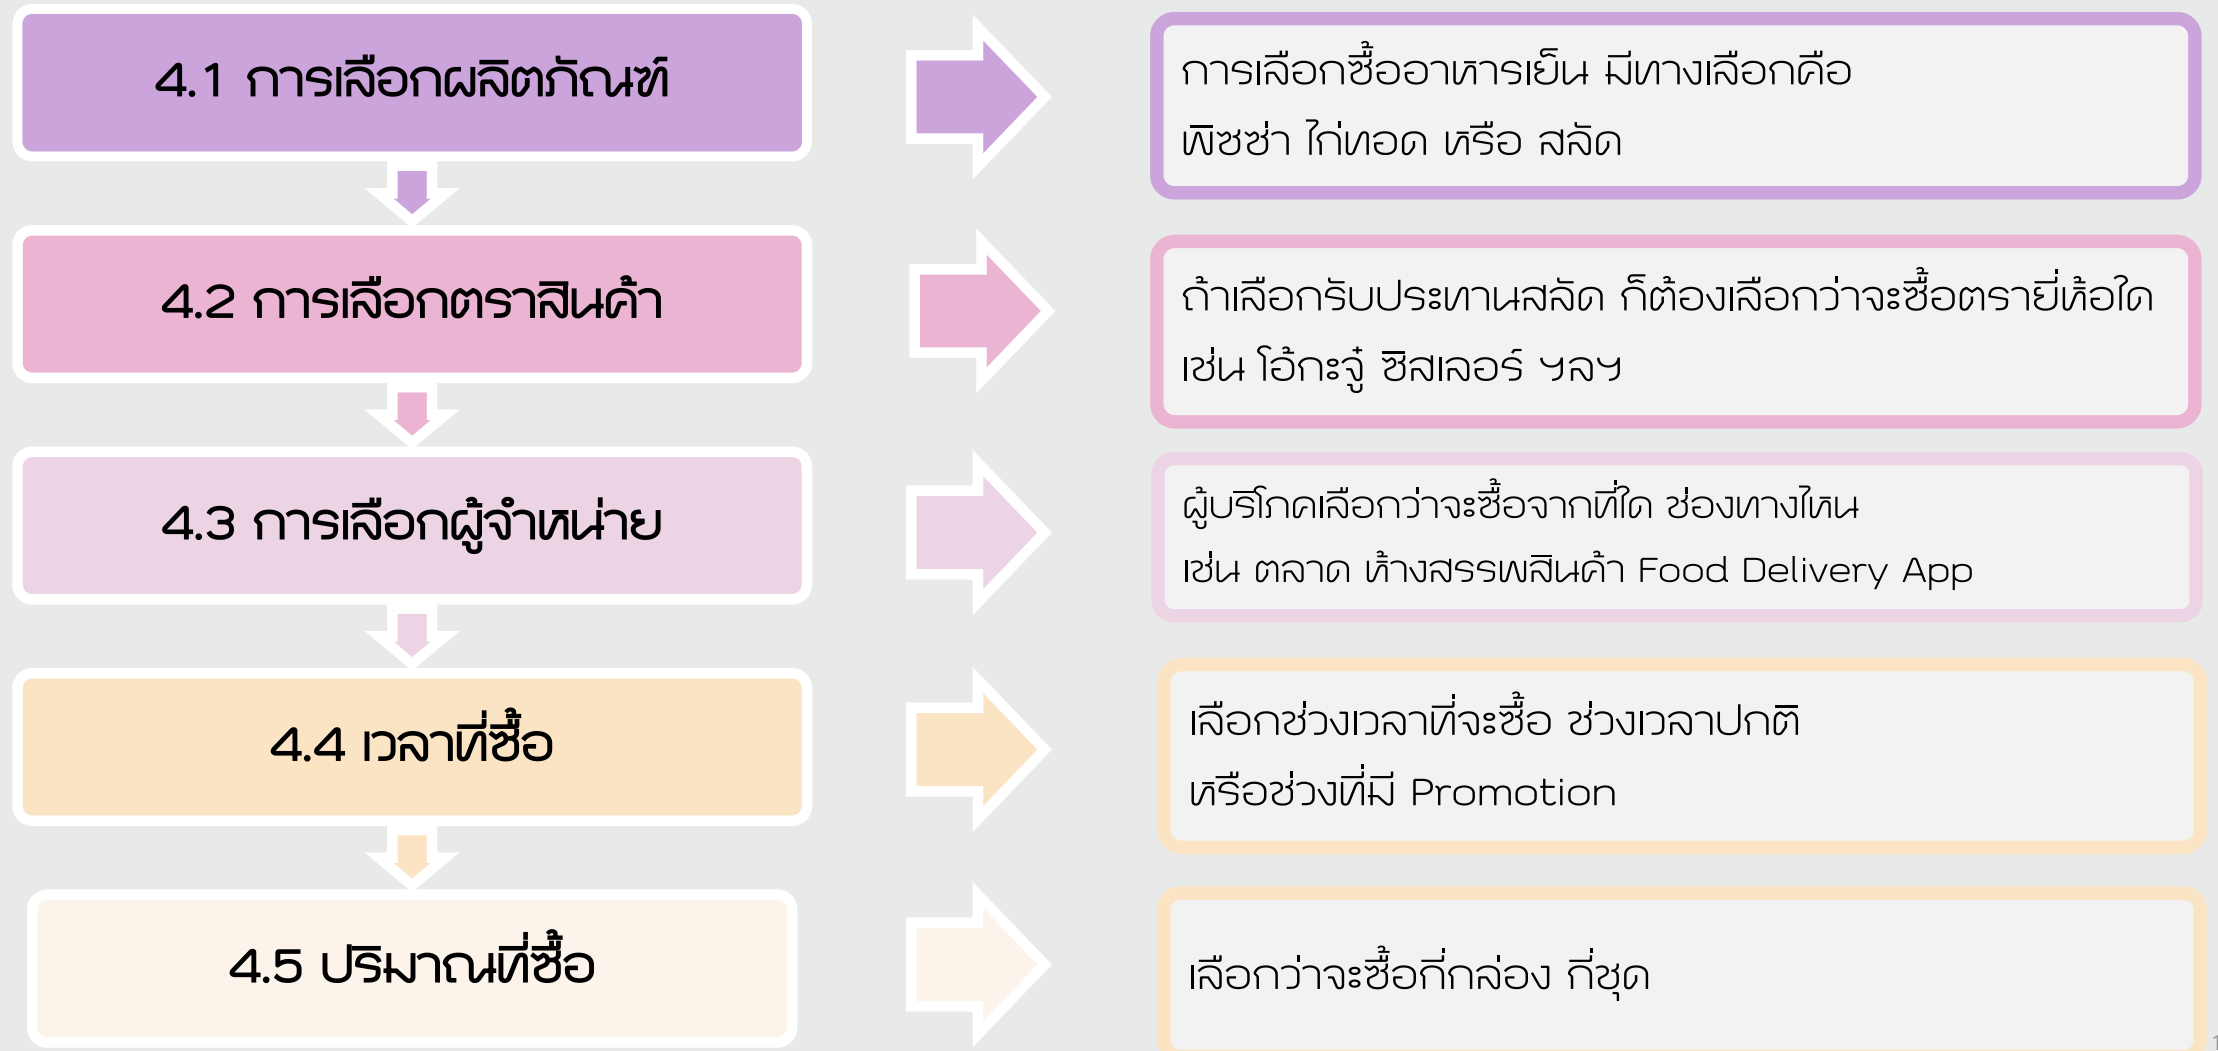 4.1 การเลือกผลิตภัณฑ์
การเลือกซื้ออาหารเย็น มีทางเลือกคือ
พิซซ่า ไก่ทอด หรือ สลัด
4.2 การเลือกตราสินค้า
ถ้าเลือกรับประทานสลัด ก็ต้องเลือกว่าจะซื้อตรายี่ห้อใด
เช่น โอ้กะจู๋ ซิสเลอร์ ฯลฯ
4.3 การเลือกผู้จำหน่าย
ผู้บริโภคเลือกว่าจะซื้อจากที่ใด ช่องทางไหน
เช่น ตลาด ห้างสรรพสินค้า Food Delivery App
4.4 เวลาที่ซื้อ
เลือกช่วงเวลาที่จะซื้อ ช่วงเวลาปกติ
หรือช่วงที่มี Promotion
4.5 ปริมาณที่ซื้อ
เลือกว่าจะซื้อกี่กล่อง กี่ชุด